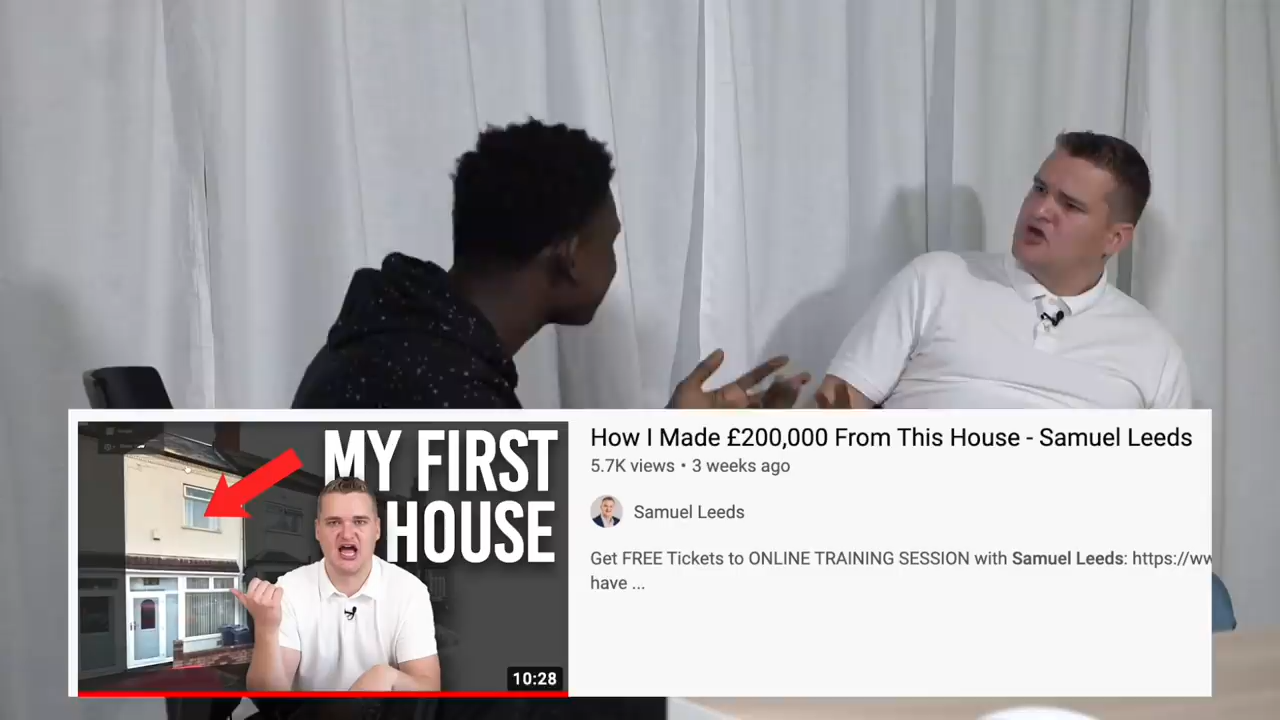 MY FIRST
HOUSE
10:28
How I Made £200,000 From This House - Samuel Leeds
5.7K views • 3 weeks ago
Samuel Leeds
Get FREE Tickets to ONLINE TRAINING SESSION with Samuel Leeds: https://ww
have ...